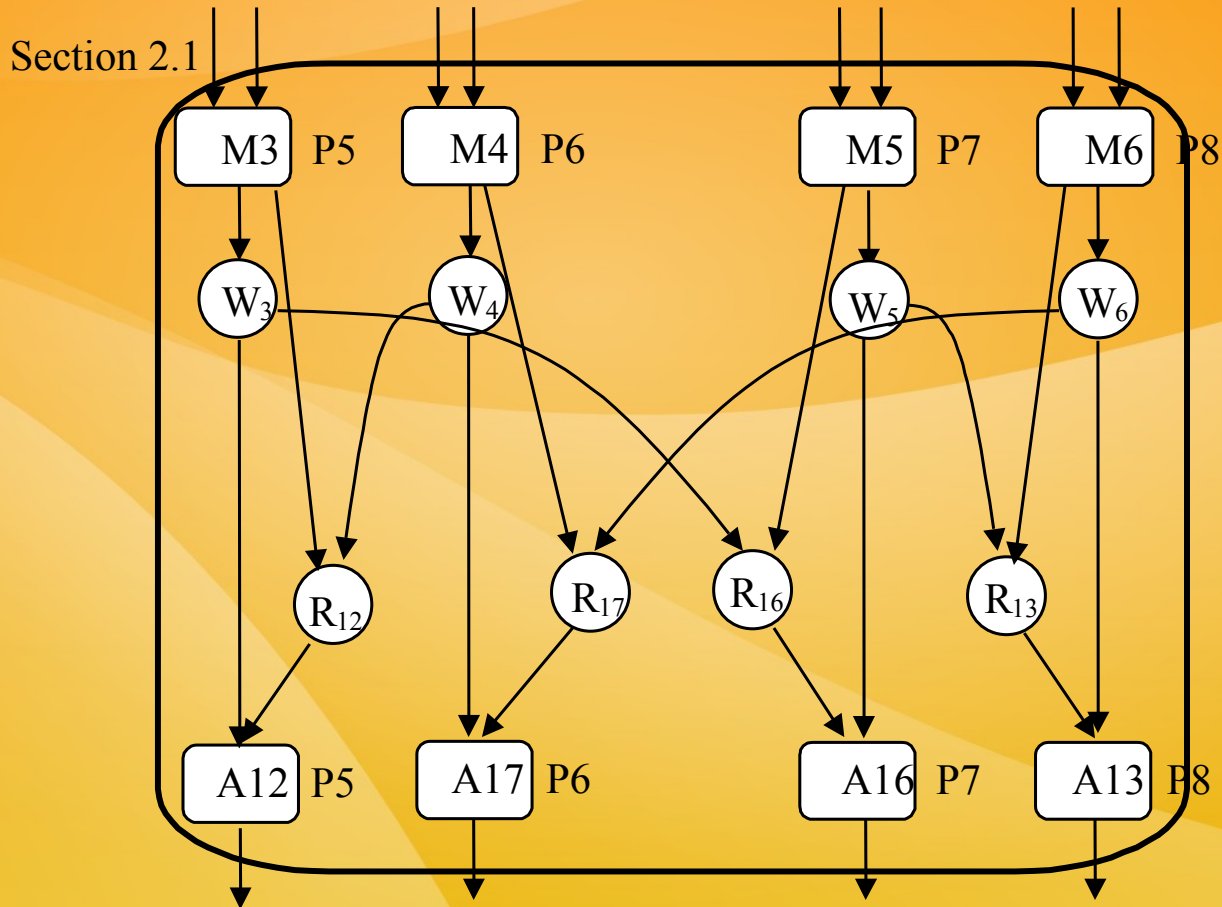 Section 2.1
M3 P5 M4 P6 M5 P7 M6 P8
W3 W4 W5 W6
R12 R17 R16 R13
A12 P5 A17 P6 A16 P7 A13 P8